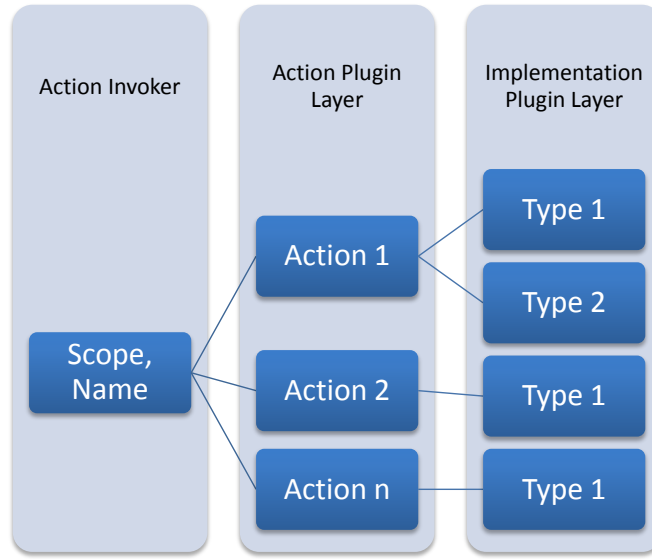 Action Invoker
Action Plugin
Layer
Implementation
Plugin Layer
Scope,
Name
Action 1
Action 2
Action n
Type 1
Type 2
Type 1
Type 1